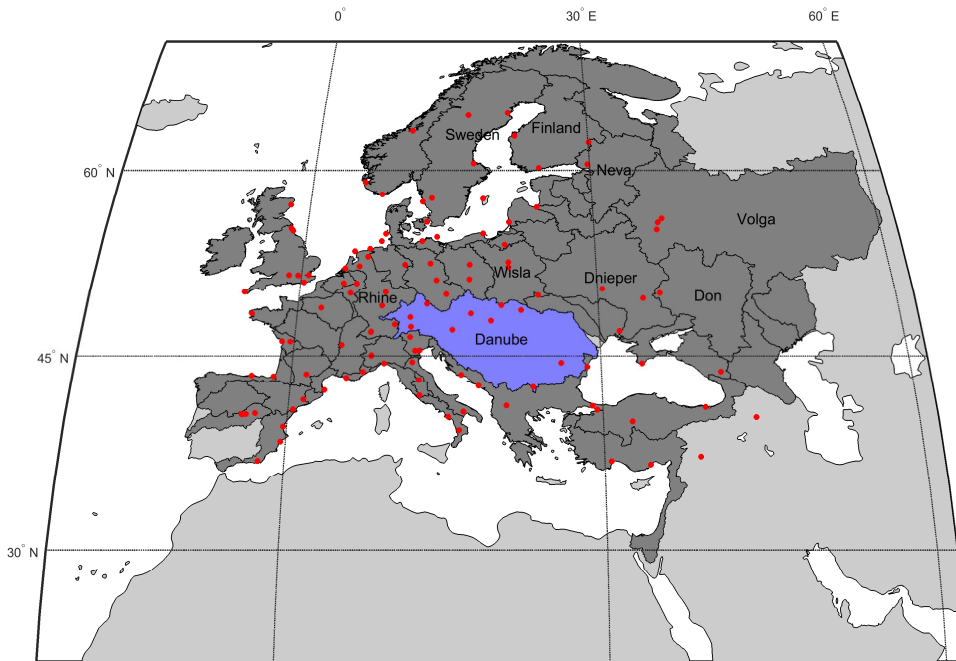 0° 30° E 60° E
Sweden Finland
60° N
Neva
Volga
Wisla Dnieper
Rhine Don
Danube
45° N
30° N